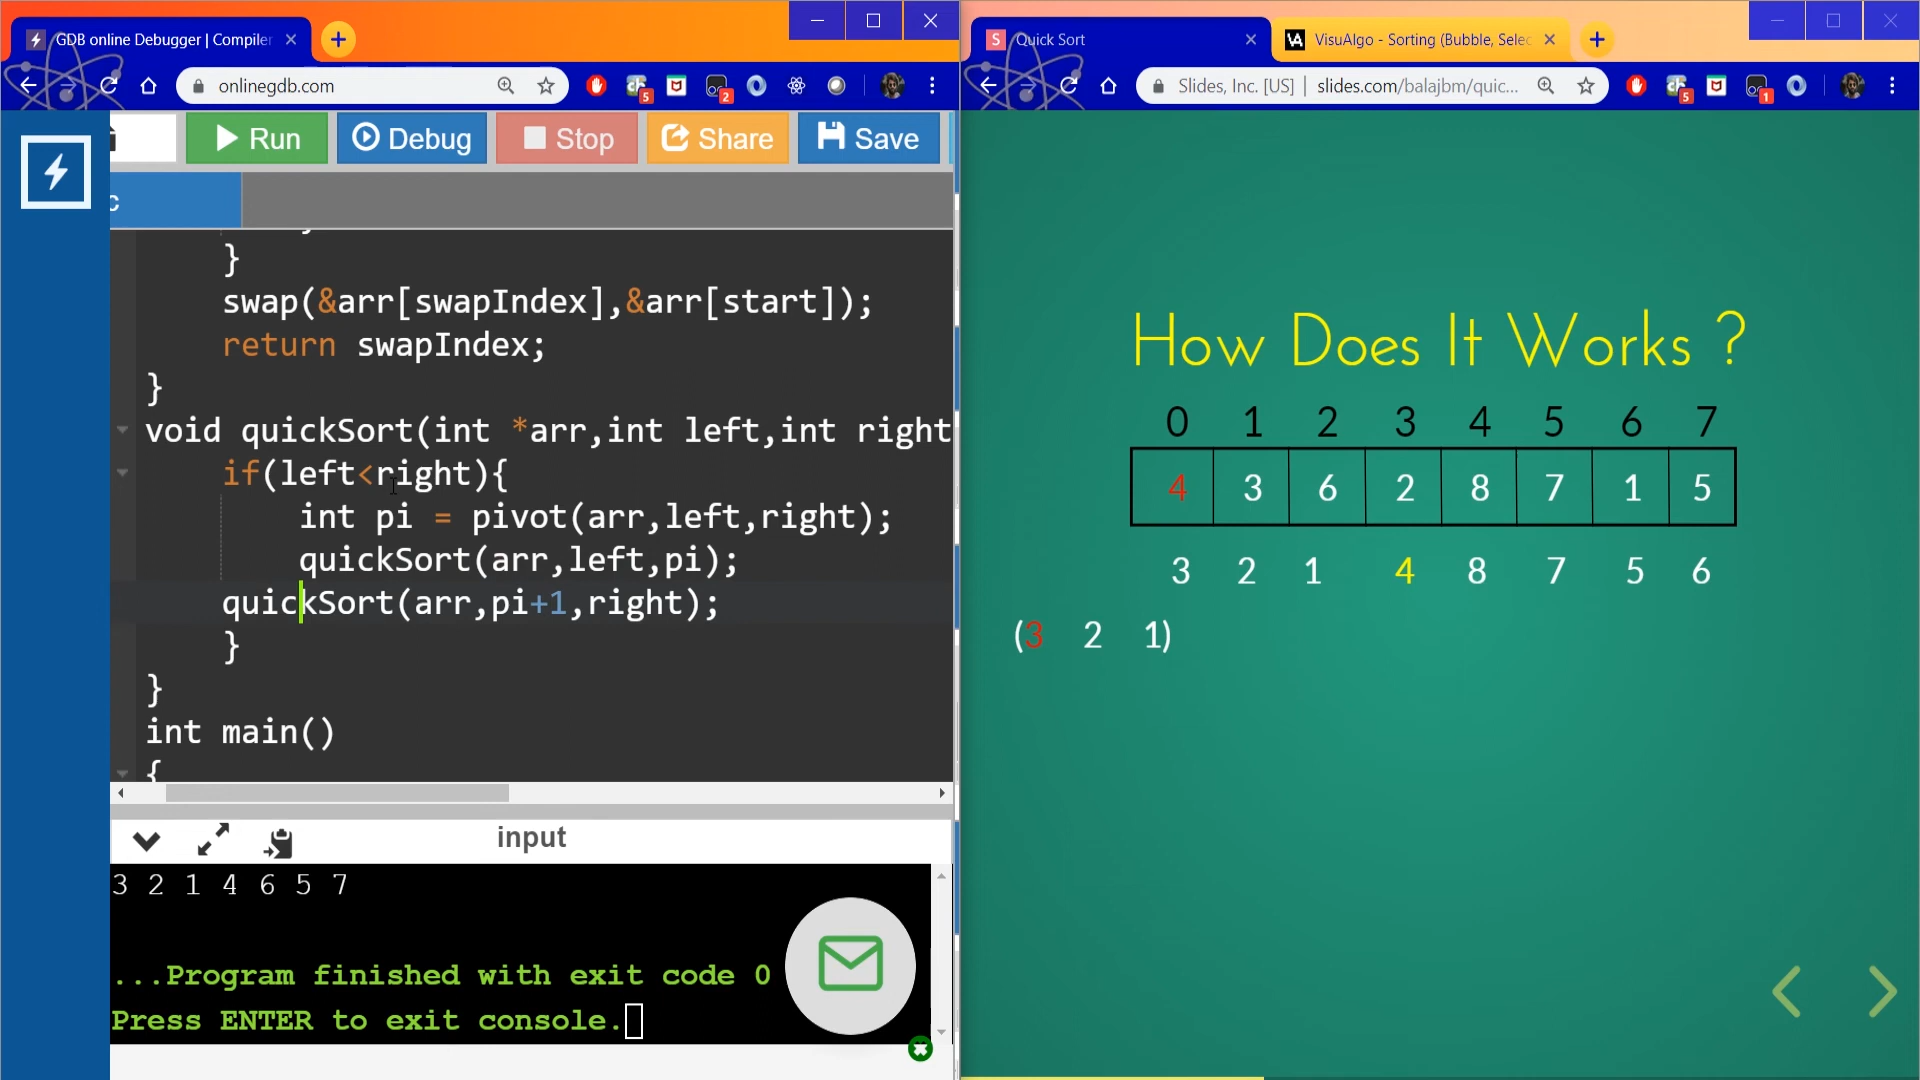 GDB online Debugger | Compiler
onlinegdb.com
5
2
Run
Debug
Stop
Share
Save
c
}
swap(&arr[swapIndex],&arr[start]);
return swapIndex;
}
void quickSort(int *arr,int left,int right
if(left<right){
int pi = pivot(arr,left,right);
quickSort(arr,left,pi);
quickSort(arr,pi+1,right);
}
}
int main()
{
input
3 2 1 4 6 5 7
...Program finished with exit code 0
Press ENTER to exit console.
S
Quick Sort
VA
VisuAlgo - Sorting (Bubble, Selec
Slides, Inc. [US] | slides.com/balajbm/quic...
5
1
How Does It Works ?
0 1 2 3 4 5 6 7
4 3 6 2 8 7 1 5
3 2 1 4 8 7 5 6
(3 2 1)